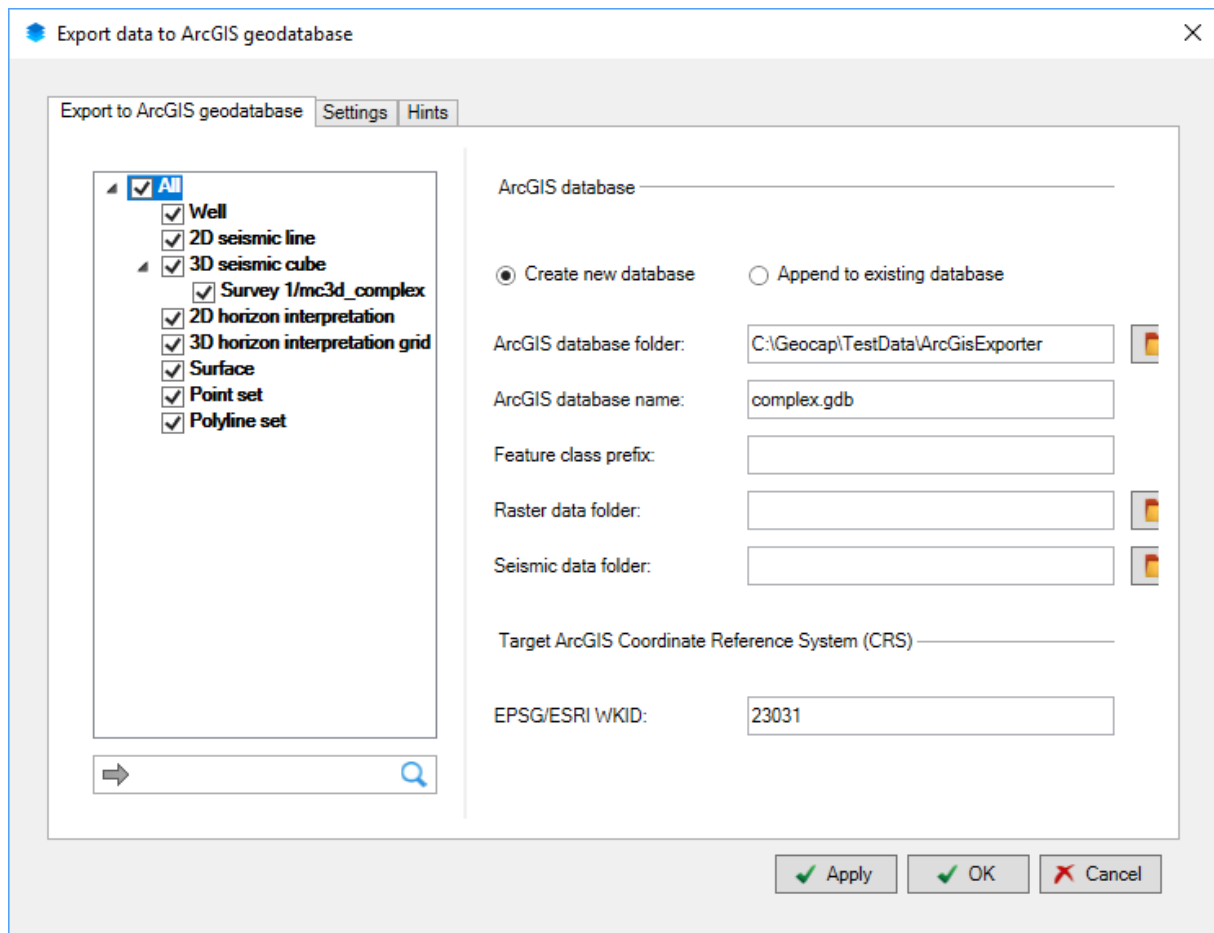 Export data to ArcGIS geodatabase
Export to ArcGIS geodatabase Settings Hints
All
Well
2D seismic line
3D seismic cube
Survey 1/mc3d_complex
2D horizon interpretation
3D horizon interpretation grid
Surface
Point set
Polyline set
ArcGIS database
Create new database Append to existing database
ArcGIS database folder: C:\Geocap\TestData\ArcGisExporter
ArcGIS database name: complex.gdb
Feature class prefix:
Raster data folder:
Seismic data folder:
Target ArcGIS Coordinate Reference System (CRS)
EPSG/ESRI WKID: 23031
Apply OK Cancel